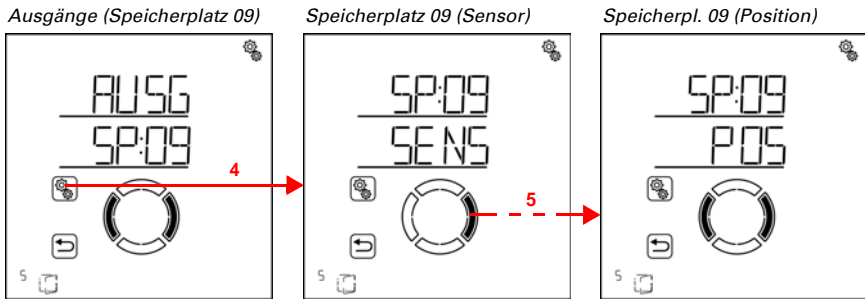 Ausgänge (Speicherplatz 09)
AUSG
SP:09
4
5
Speicherplatz 09 (Sensor)
SP:09
SENS
5
5
Speicherpl. 09 (Position)
SP:09
POS
5